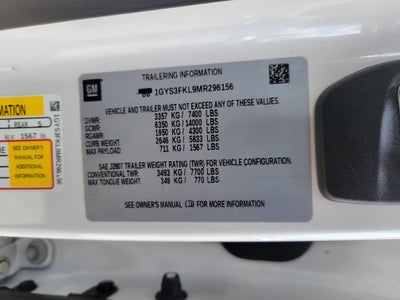 GM
TRAILERING INFORMATION
1GYS3FKL9MR296156
VEHICLE AND TRAILER MUST NOT EXCEED ANY OF THESE VALUES.
GVWR: 3357 KG / 7400 LBS
GCWR: 6350 KG / 14000 LBS
RGAWR: 1950 KG / 4300 LBS
CURB WEIGHT: 2646 KG / 5833 LBS
MAX PAYLOAD: 711 KG / 1567 LBS
SAE J2807 TRAILER WEIGHT RATING (TWR) FOR VEHICLE CONFIGURATION.
CONVENTIONAL TWR: 3493 KG / 7700 LBS
MAX TONGUE WEIGHT: 349 KG / 770 LBS
SEE OWNER'S MANUAL FOR MORE INFORMATION
REAR 5
1567 lbs
SEE OWNER'S
MANUAL FOR
ADDITIONAL
INFORMATION
1GYS3FKL9MR296156